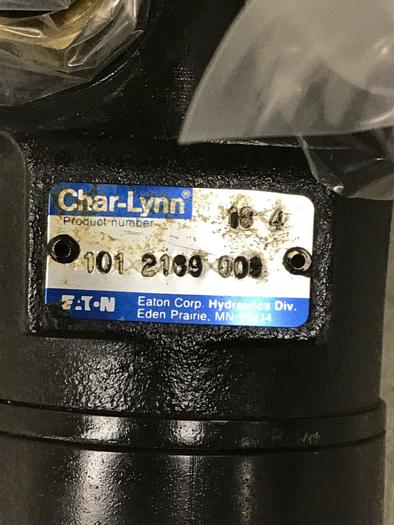 Char-Lynn®
Product number 18 4
101 2169 009
EATON Eaton Corp. Hydraulics Div.
Eden Prairie, MN